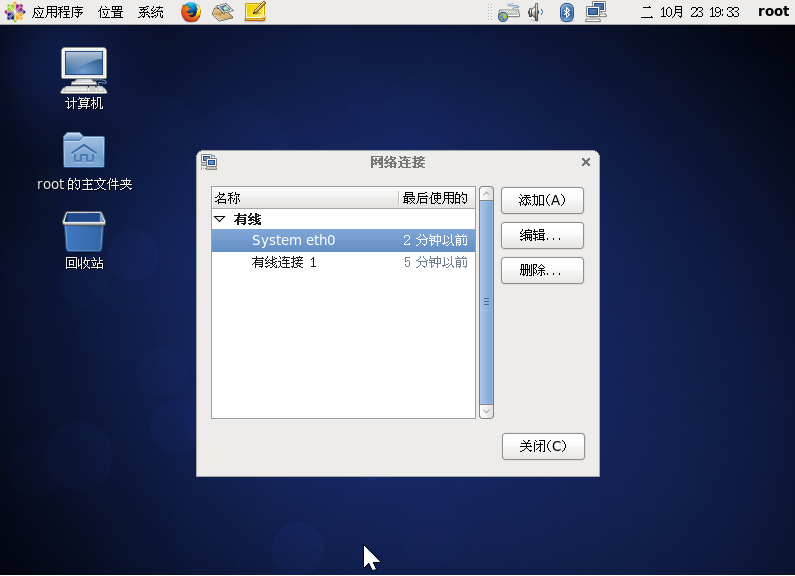 应用程序 位置 系统 二 10月 23 19:33 root
计算机
root 的主文件夹
回收站
网络连接
名称 最后使用的
有线
System eth0 2 分钟以前
有线连接 1 5 分钟以前
添加(A)
编辑...
删除...
关闭(C)